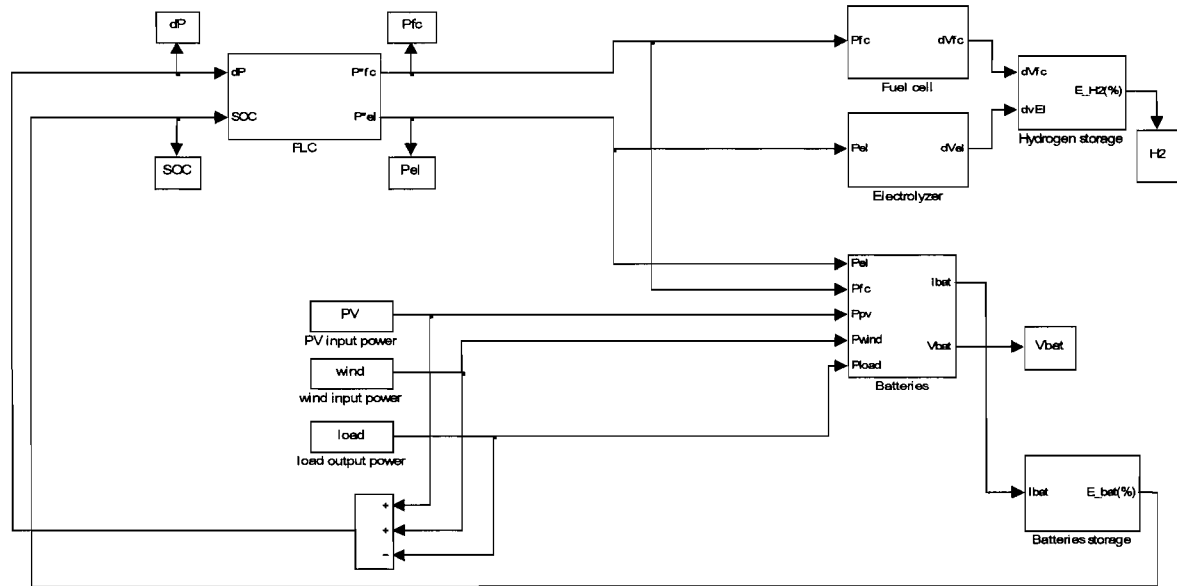 dP
Pfc
dP
P*fc
SOC
P*el
FLC
SOC
Pel
Pfc
dVfc
Fuel cell
Pel
dVel
Electrolyzer
dVfc
E_H2(%)
dvEl
Hydrogen storage
H2
Pel
Pfc
Ppv
Pwind
Pload
Ibat
Vbat
Batteries
Vbat
PV
PV input power
wind
wind input power
load
load output power
+
+
−
Ibat
E_bat(%)
Batteries storage